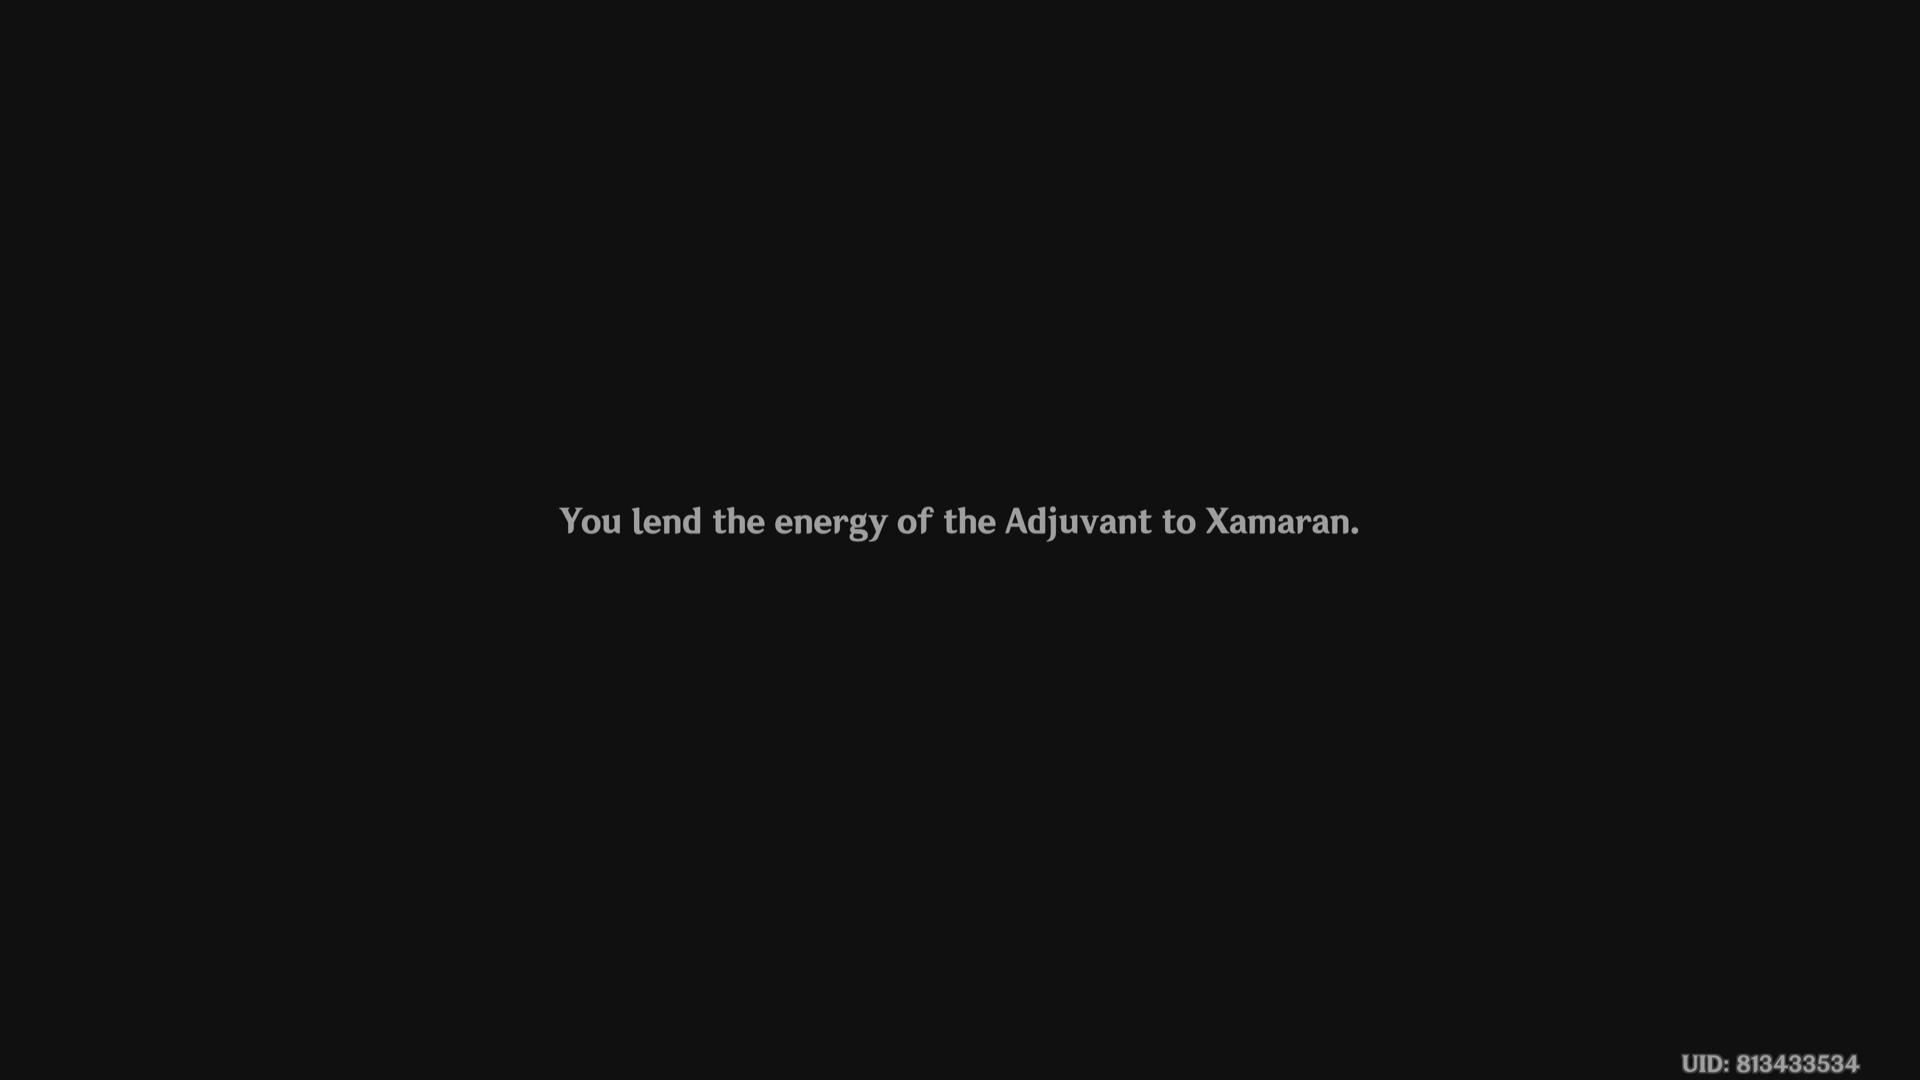 You lend the energy of the Adjuvant to Xamaran.
UID: 813433534